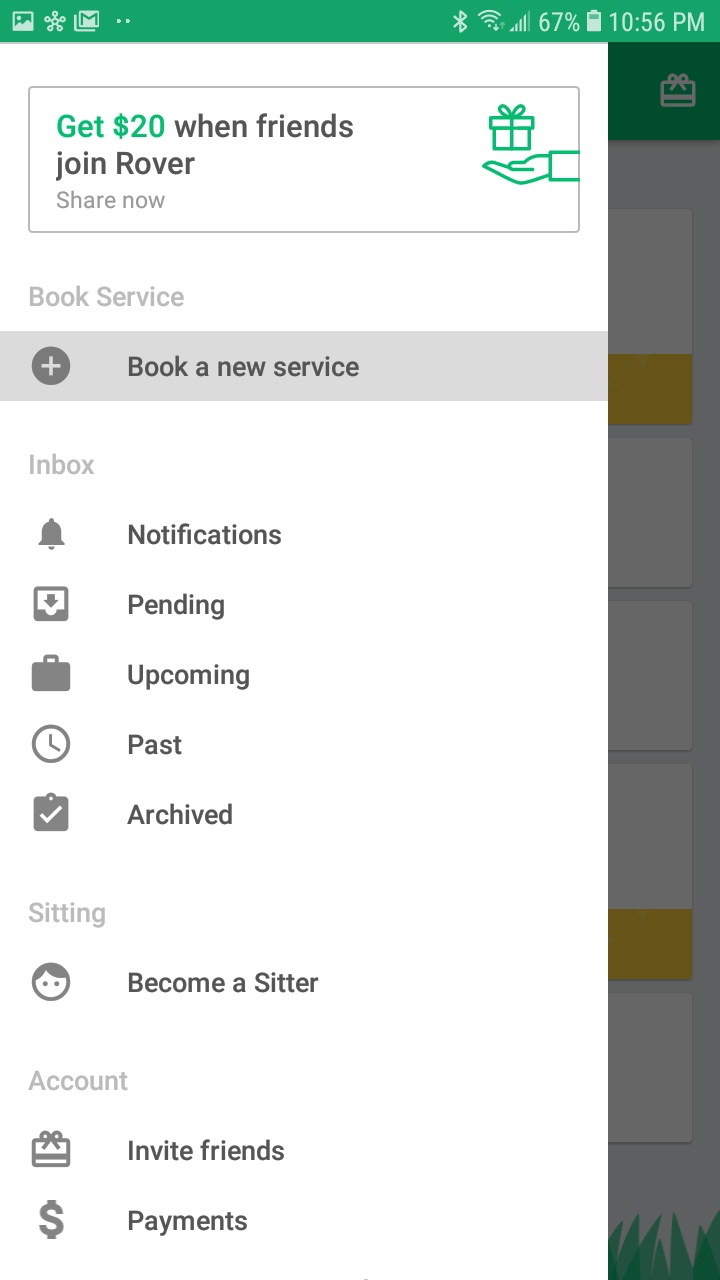 67% 10:56 PM
Get $20 when friends
join Rover
Share now
Book Service
Book a new service
Inbox
Notifications
Pending
Upcoming
Past
Archived
Sitting
Become a Sitter
Account
Invite friends
Payments